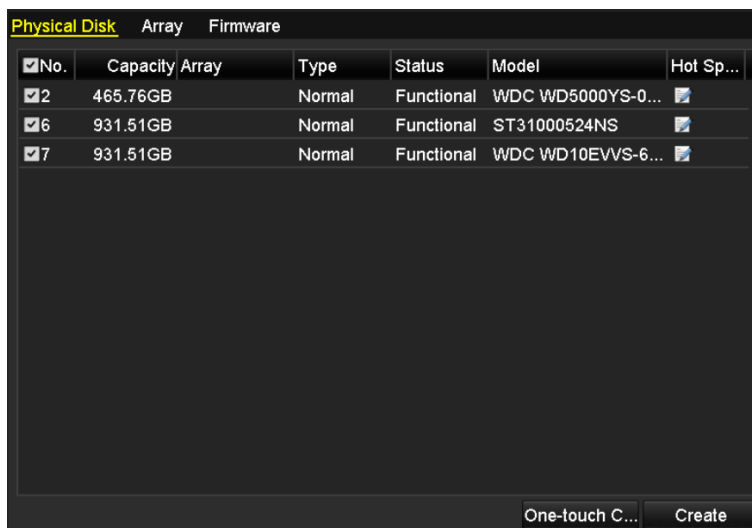 Physical Disk Array Firmware
No. Capacity Array Type Status Model Hot Sp...
2 465.76GB Normal Functional WDC WD5000YS-0...
6 931.51GB Normal Functional ST31000524NS
7 931.51GB Normal Functional WDC WD10EVVS-6...
One-touch C... Create